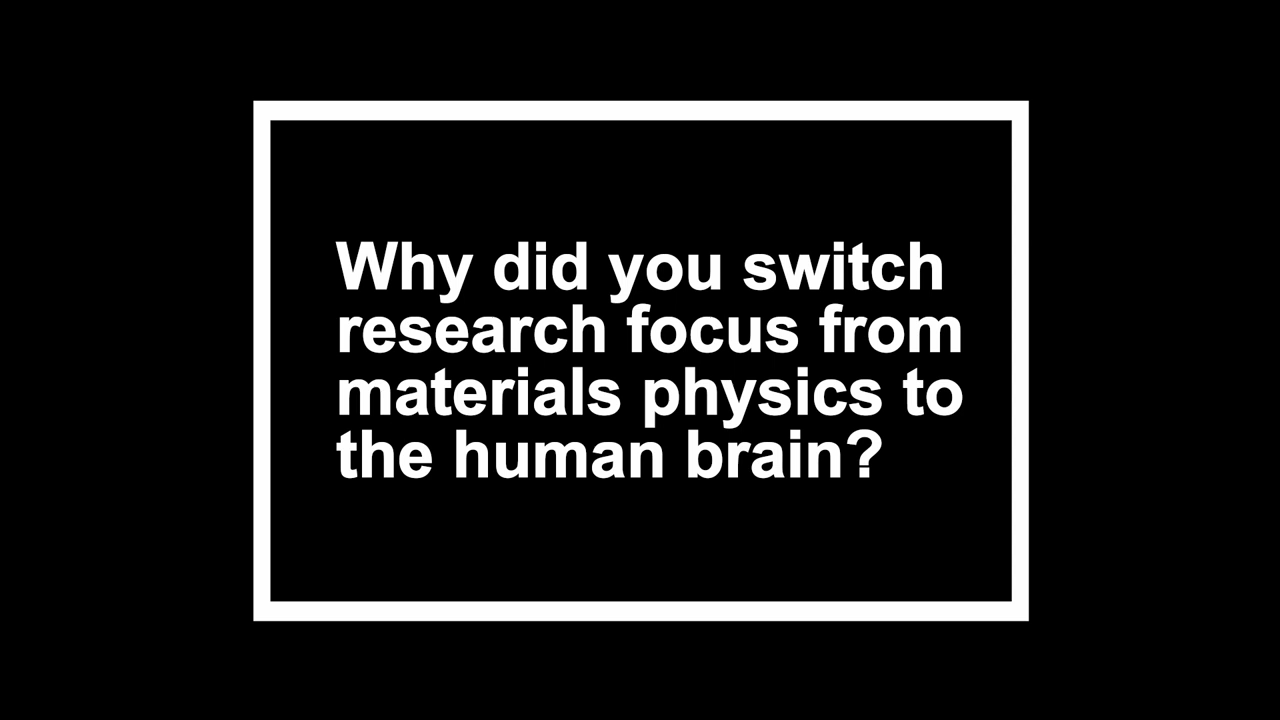 Why did you switch
research focus from
materials physics to
the human brain?